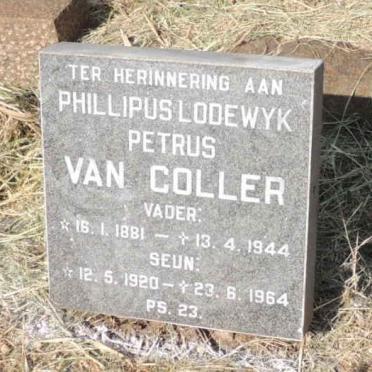 TER HERINNERING AAN
PHILLIPUS LODEWYK
PETRUS
VAN COLLER
VADER:
☆ 16. 1. 1881 – ✝ 13. 4. 1944
SEUN:
☆ 12. 5. 1920 – ✝ 23. 6. 1964
PS. 23.